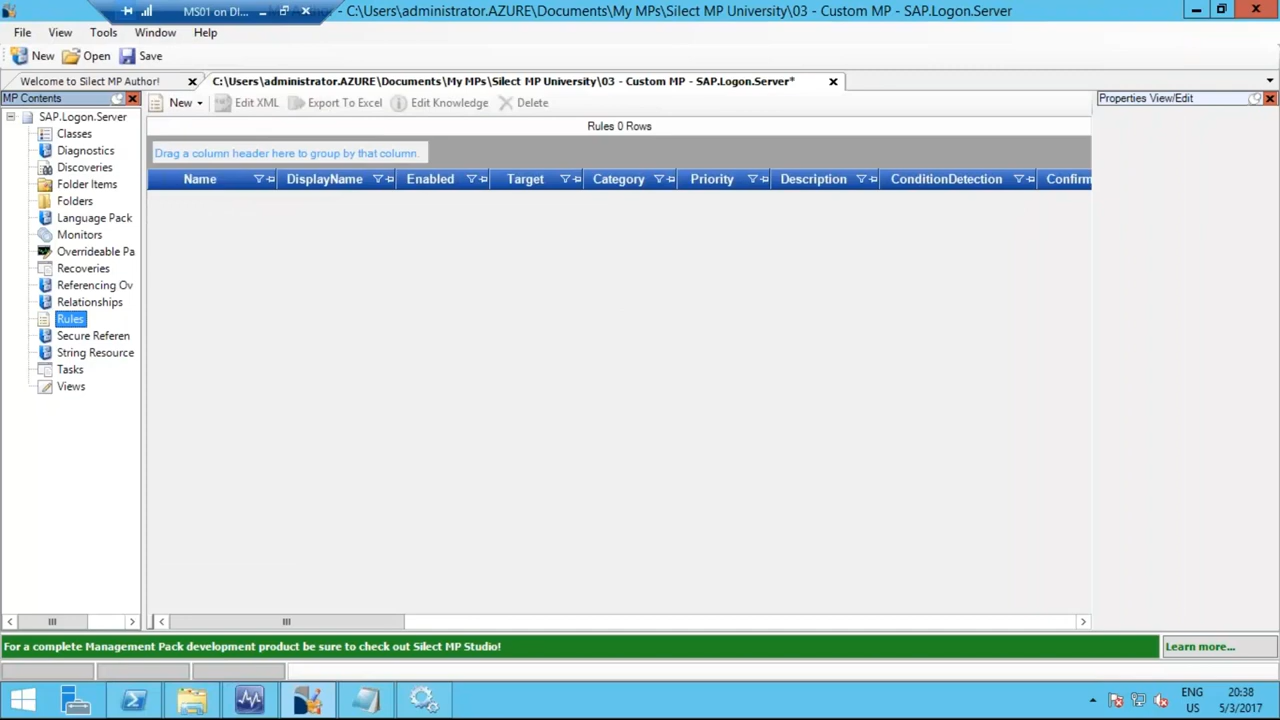 MS01 on DI...
- C:\Users\administrator.AZURE\Documents\My MPs\Silect MP University\03 - Custom MP - SAP.Logon.Server
File View Tools Window Help
New Open Save
Welcome to Silect MP Author!
C:\Users\administrator.AZURE\Documents\My MPs\Silect MP University\03 - Custom MP - SAP.Logon.Server*
MP Contents
New Edit XML Export To Excel Edit Knowledge Delete
Properties View/Edit
SAP.Logon.Server
Classes
Diagnostics
Discoveries
Folder Items
Folders
Language Pack
Monitors
Overrideable Pa
Recoveries
Referencing Ov
Relationships
Rules
Secure Referen
String Resource
Tasks
Views
Rules 0 Rows
Drag a column header here to group by that column.
Name DisplayName Enabled Target Category Priority Description ConditionDetection Confirm
For a complete Management Pack development product be sure to check out Silect MP Studio!
Learn more...
ENG
US
20:38
5/3/2017